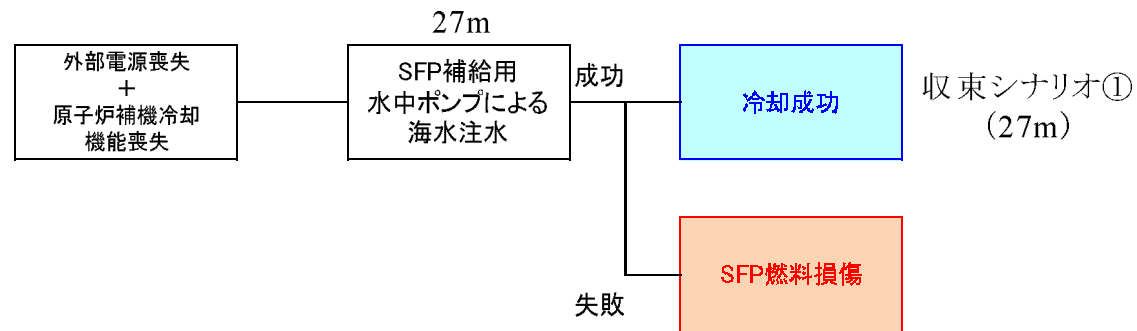 27m
外部電源喪失
+
原子炉補機冷却
機能喪失
SFP補給用
水中ポンプによる
海水注水
成功
冷却成功
収束シナリオ①
(27m)
失敗
SFP燃料損傷